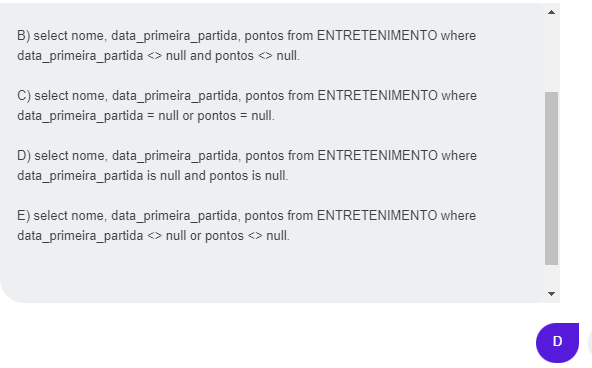 B) select nome, data_primeira_partida, pontos from ENTRETENIMENTO where
data_primeira_partida <> null and pontos <> null.
C) select nome, data_primeira_partida, pontos from ENTRETENIMENTO where
data_primeira_partida = null or pontos = null.
D) select nome, data_primeira_partida, pontos from ENTRETENIMENTO where
data_primeira_partida is null and pontos is null.
E) select nome, data_primeira_partida, pontos from ENTRETENIMENTO where
data_primeira_partida <> null or pontos <> null.
D